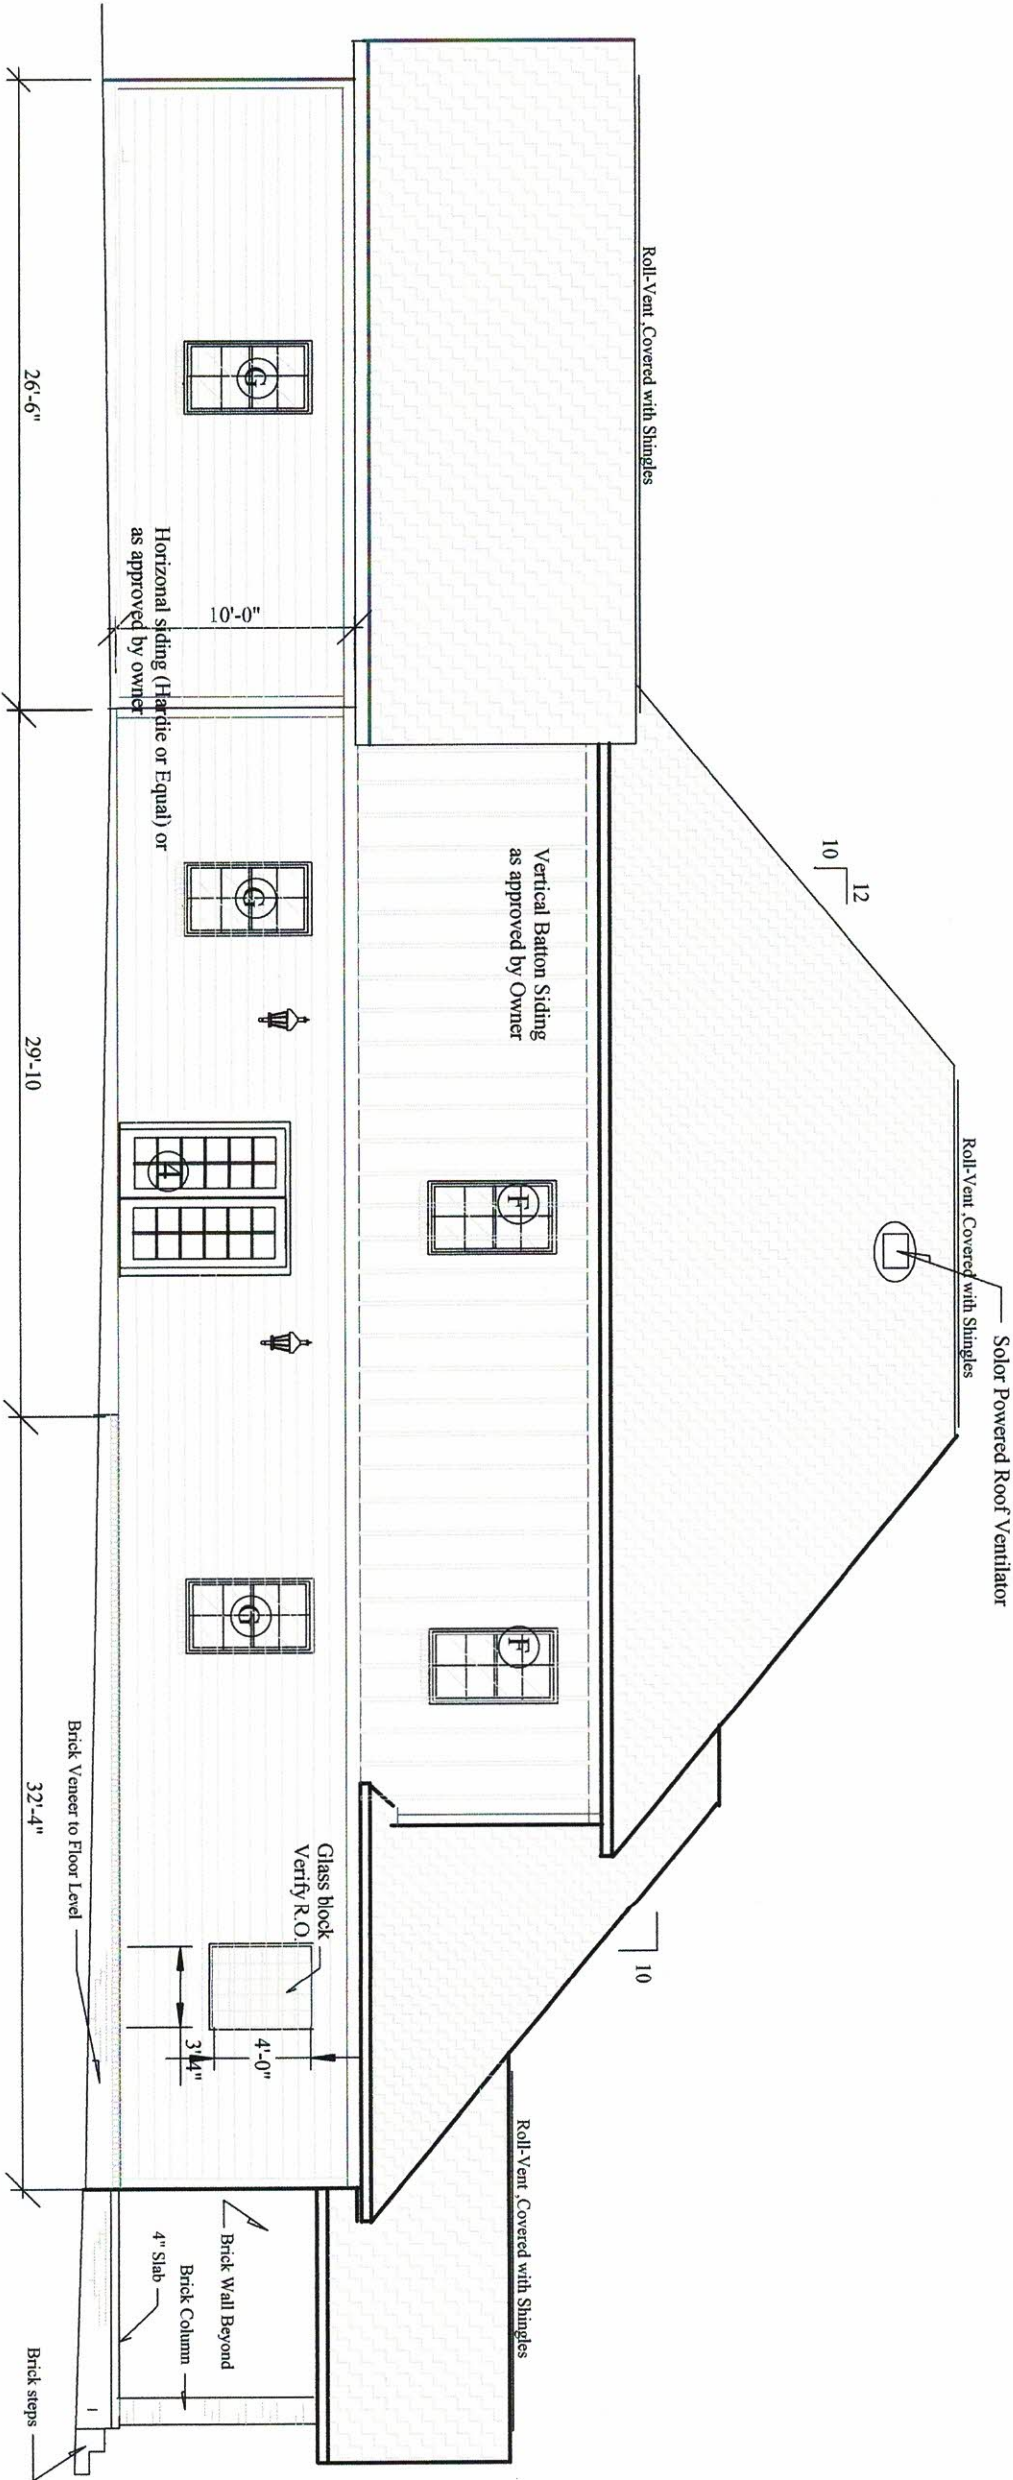 Solor Powered Roof Ventilator
Roll-Vent ,Covered with Shingles
12
10
Roll-Vent ,Covered with Shingles
10
Vertical Batton Siding
as approved by Owner
F
F
Roll-Vent ,Covered with Shingles
Glass block
Verify R.O.
4'-0"
3'-4"
G
G
G
4
10'-0"
Horizonal siding (Hardie or Equal) or
as approved by owner
Brick Wall Beyond
Brick Column
4" Slab
Brick Veneer to Floor Level
Brick steps
26'-6"
29'-10
32'-4"